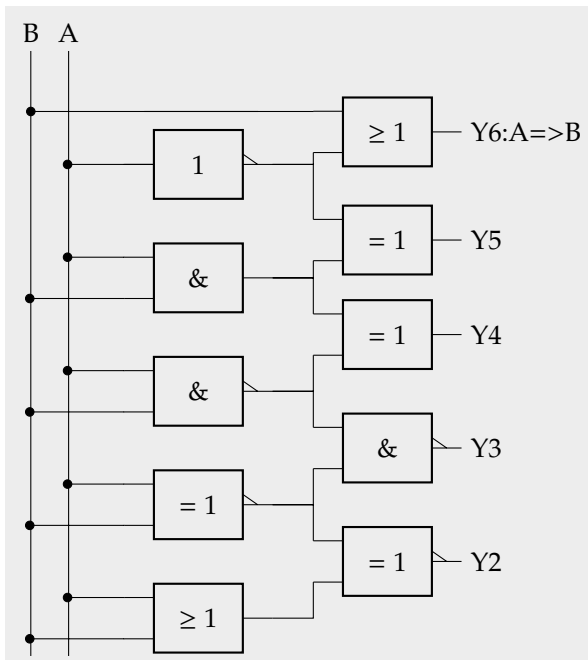 B A
≥ 1 Y6:A=>B
1
= 1 Y5
&
= 1 Y4
&
& Y3
= 1
= 1 Y2
≥ 1